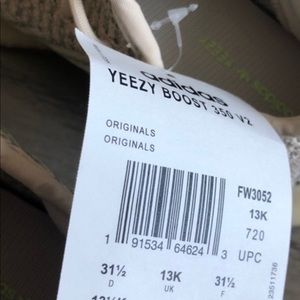 adidas
YEEZY BOOST 350 V2
ORIGINALS
ORIGINALS
FW3052
13K
720
UPC
1 91534 64624 3
31½ 13K 31½
D UK F
23511736